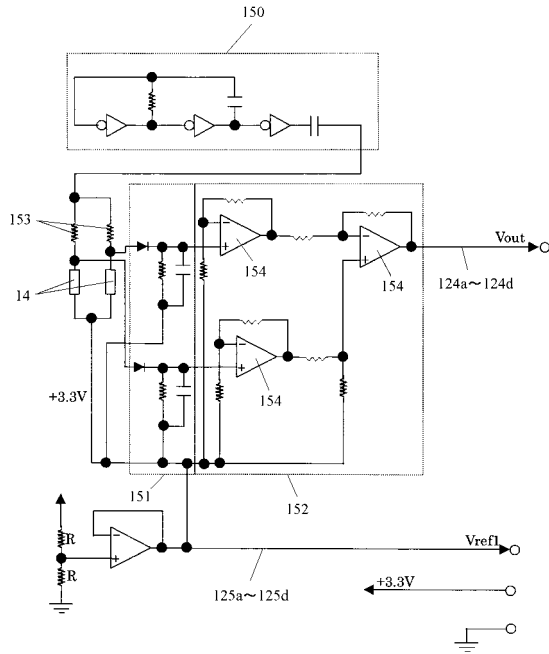 150
153
14
154
154
154
Vout
124a～124d
+3.3V
151
152
R
R
−
+
−
+
−
+
−
+
Vref1
125a～125d
+3.3V